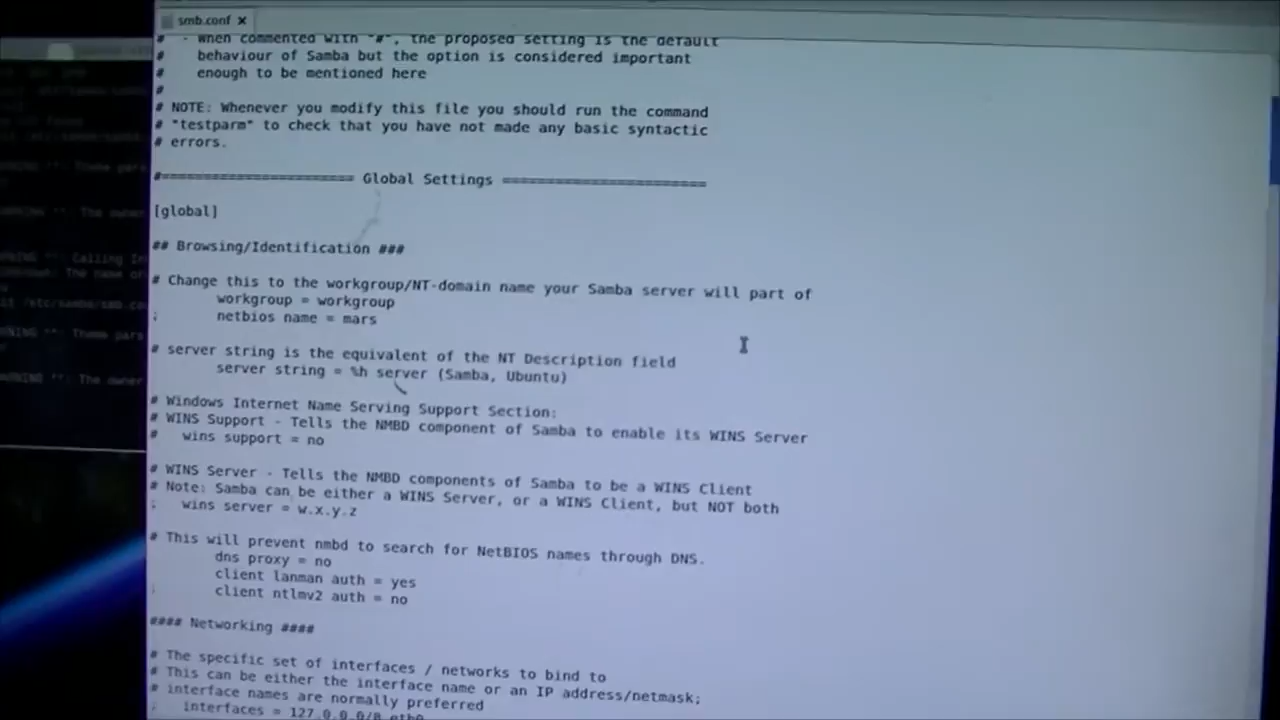 smb.conf ×
#   - When commented with "#", the proposed setting is the default
#     behaviour of Samba but the option is considered important
#     enough to be mentioned here
#
# NOTE: Whenever you modify this file you should run the command
# "testparm" to check that you have not made any basic syntactic
# errors.
#======================= Global Settings =======================
[global]
## Browsing/Identification ###
# Change this to the workgroup/NT-domain name your Samba server will part of
workgroup = workgroup
;       netbios name = mars
# server string is the equivalent of the NT Description field
server string = %h server (Samba, Ubuntu)
# Windows Internet Name Serving Support Section:
# WINS Support - Tells the NMBD component of Samba to enable its WINS Server
#   wins support = no
# WINS Server - Tells the NMBD components of Samba to be a WINS Client
# Note: Samba can be either a WINS Server, or a WINS Client, but NOT both
;   wins server = w.x.y.z
# This will prevent nmbd to search for NetBIOS names through DNS.
dns proxy = no
client lanman auth = yes
;       client ntlmv2 auth = no
#### Networking ####
# The specific set of interfaces / networks to bind to
# This can be either the interface name or an IP address/netmask;
# interface names are normally preferred
;   interfaces = 127.0.0.0/8 eth0